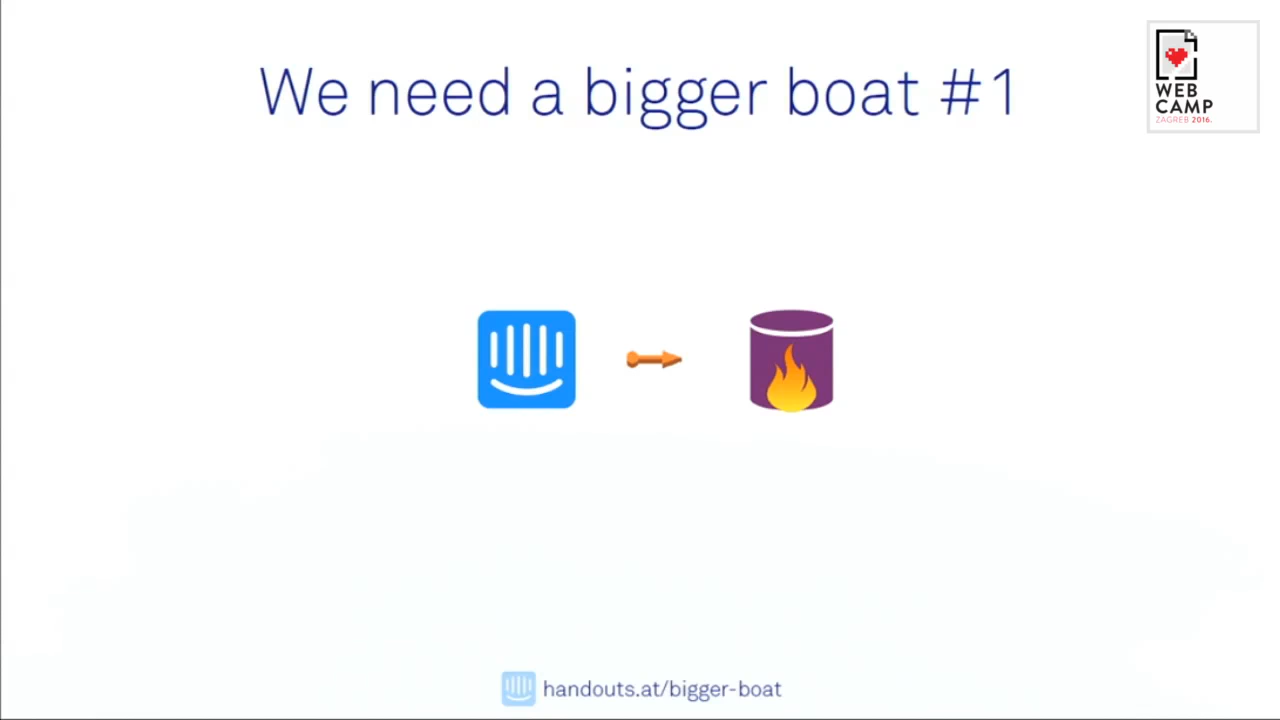 We need a bigger boat #1
WEB
CAMP
ZAGREB 2016.
handouts.at/bigger-boat